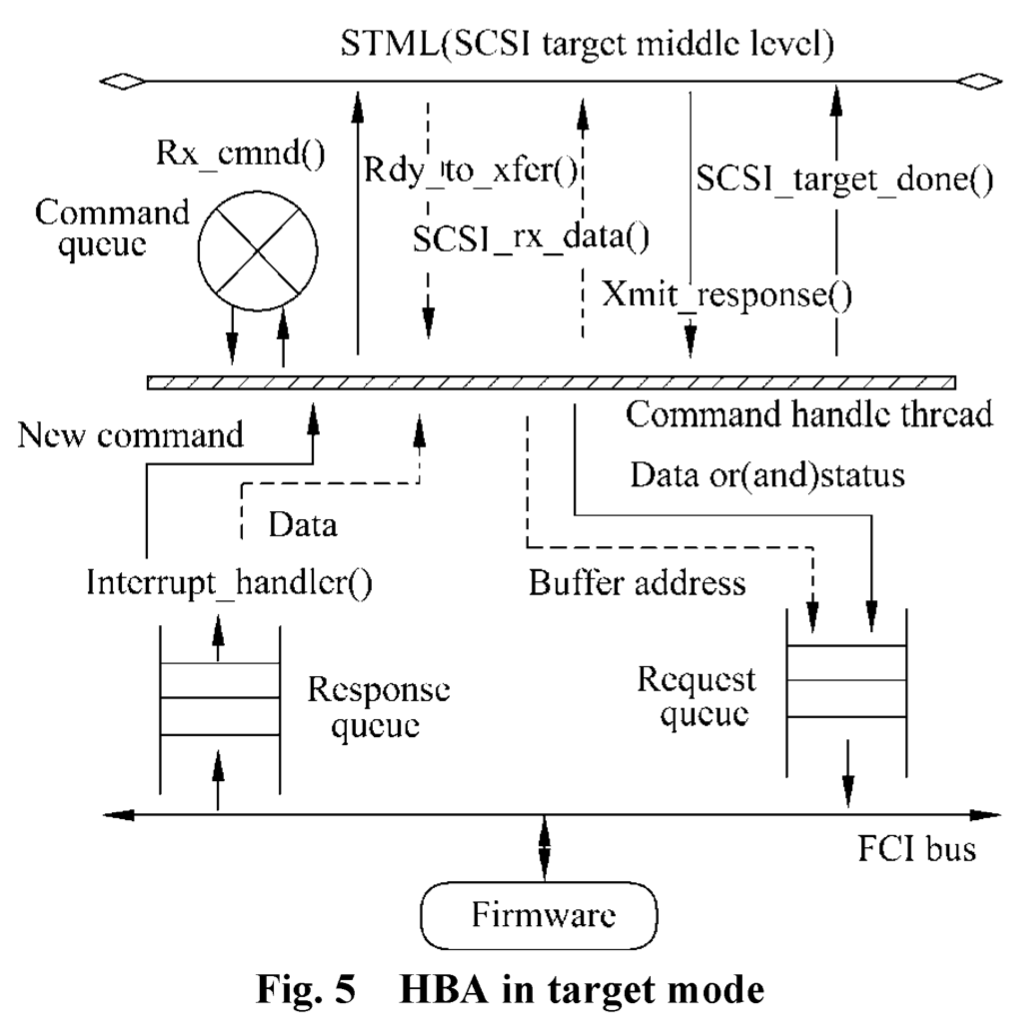 STML(SCSI target middle level)
Rx_cmnd()
Rdy_to_xfer()
SCSI_target_done()
Command
queue
SCSI_rx_data()
Xmit_response()
Command handle thread
New command
Data or(and)status
Data
Interrupt_handler()
Buffer address
Response
queue
Request
queue
FCI bus
Firmware
Fig. 5 HBA in target mode